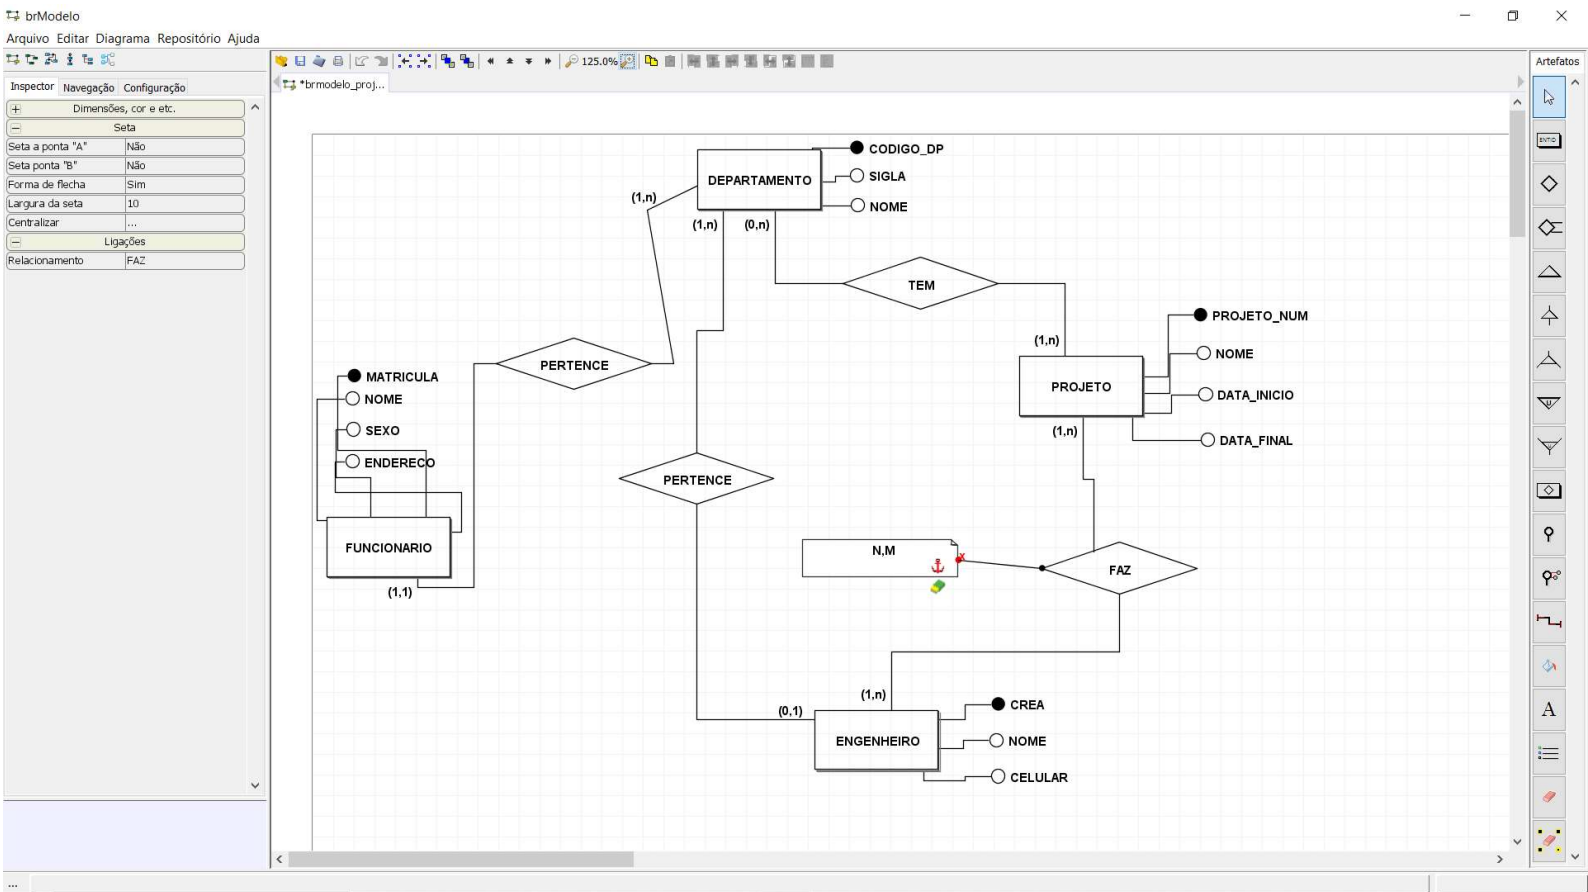 brModelo
Arquivo Editar Diagrama Repositório Ajuda
125.0%
Artefatos
Inspector Navegação Configuração
*brmodelo_proj...
+ Dimensões, cor e etc.
Seta
Seta a ponta "A" Não
Seta ponta "B" Não
Forma de flecha Sim
Largura da seta 10
Centralizar ...
Ligações
Relacionamento FAZ
CODIGO_DP
DEPARTAMENTO
SIGLA
NOME
(1,n)
(1,n)
(0,n)
TEM
PROJETO_NUM
(1,n)
NOME
PROJETO
DATA_INICIO
(1,n)
DATA_FINAL
PERTENCE
MATRICULA
NOME
SEXO
ENDERECO
PERTENCE
FUNCIONARIO
(1,1)
N,M
x
FAZ
(1,n)
(0,1)
CREA
ENGENHEIRO
NOME
CELULAR
A
...